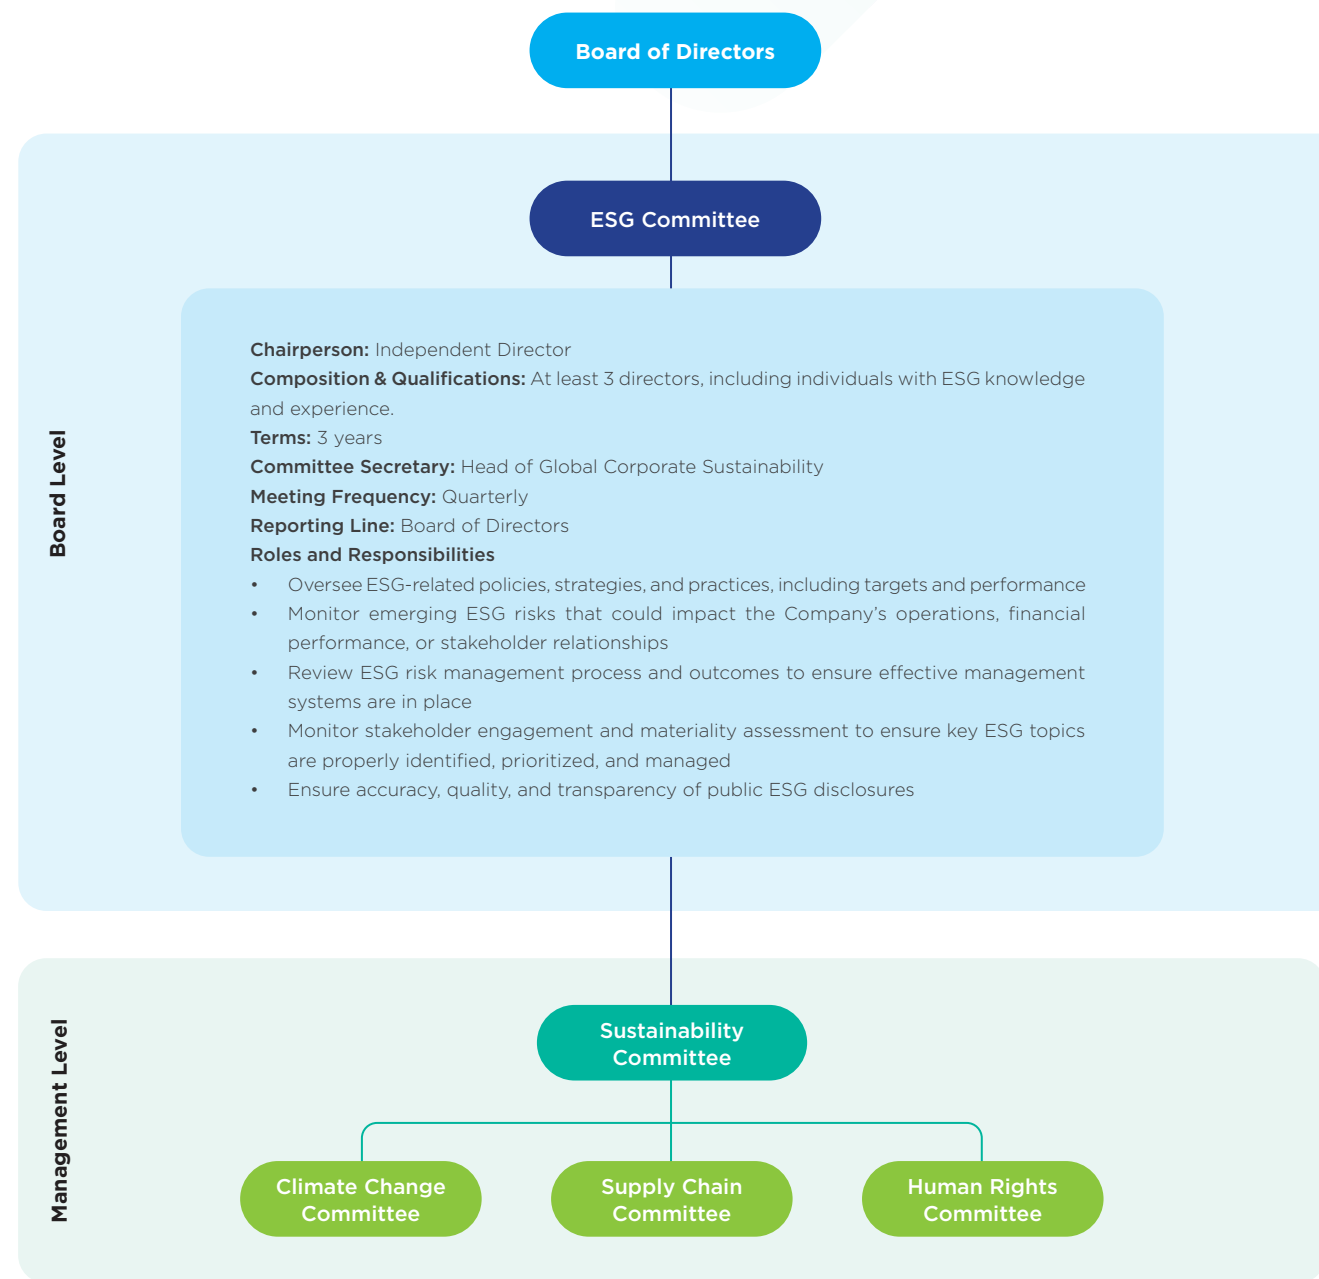 Board of Directors
ESG Committee
Board Level
Chairperson: Independent Director
Composition & Qualifications: At least 3 directors, including individuals with ESG knowledge
and experience.
Terms: 3 years
Committee Secretary: Head of Global Corporate Sustainability
Meeting Frequency: Quarterly
Reporting Line: Board of Directors
Roles and Responsibilities
• Oversee ESG-related policies, strategies, and practices, including targets and performance
• Monitor emerging ESG risks that could impact the Company’s operations, financial
performance, or stakeholder relationships
• Review ESG risk management process and outcomes to ensure effective management
systems are in place
• Monitor stakeholder engagement and materiality assessment to ensure key ESG topics
are properly identified, prioritized, and managed
• Ensure accuracy, quality, and transparency of public ESG disclosures
Management Level
Sustainability
Committee
Climate Change
Committee
Supply Chain
Committee
Human Rights
Committee